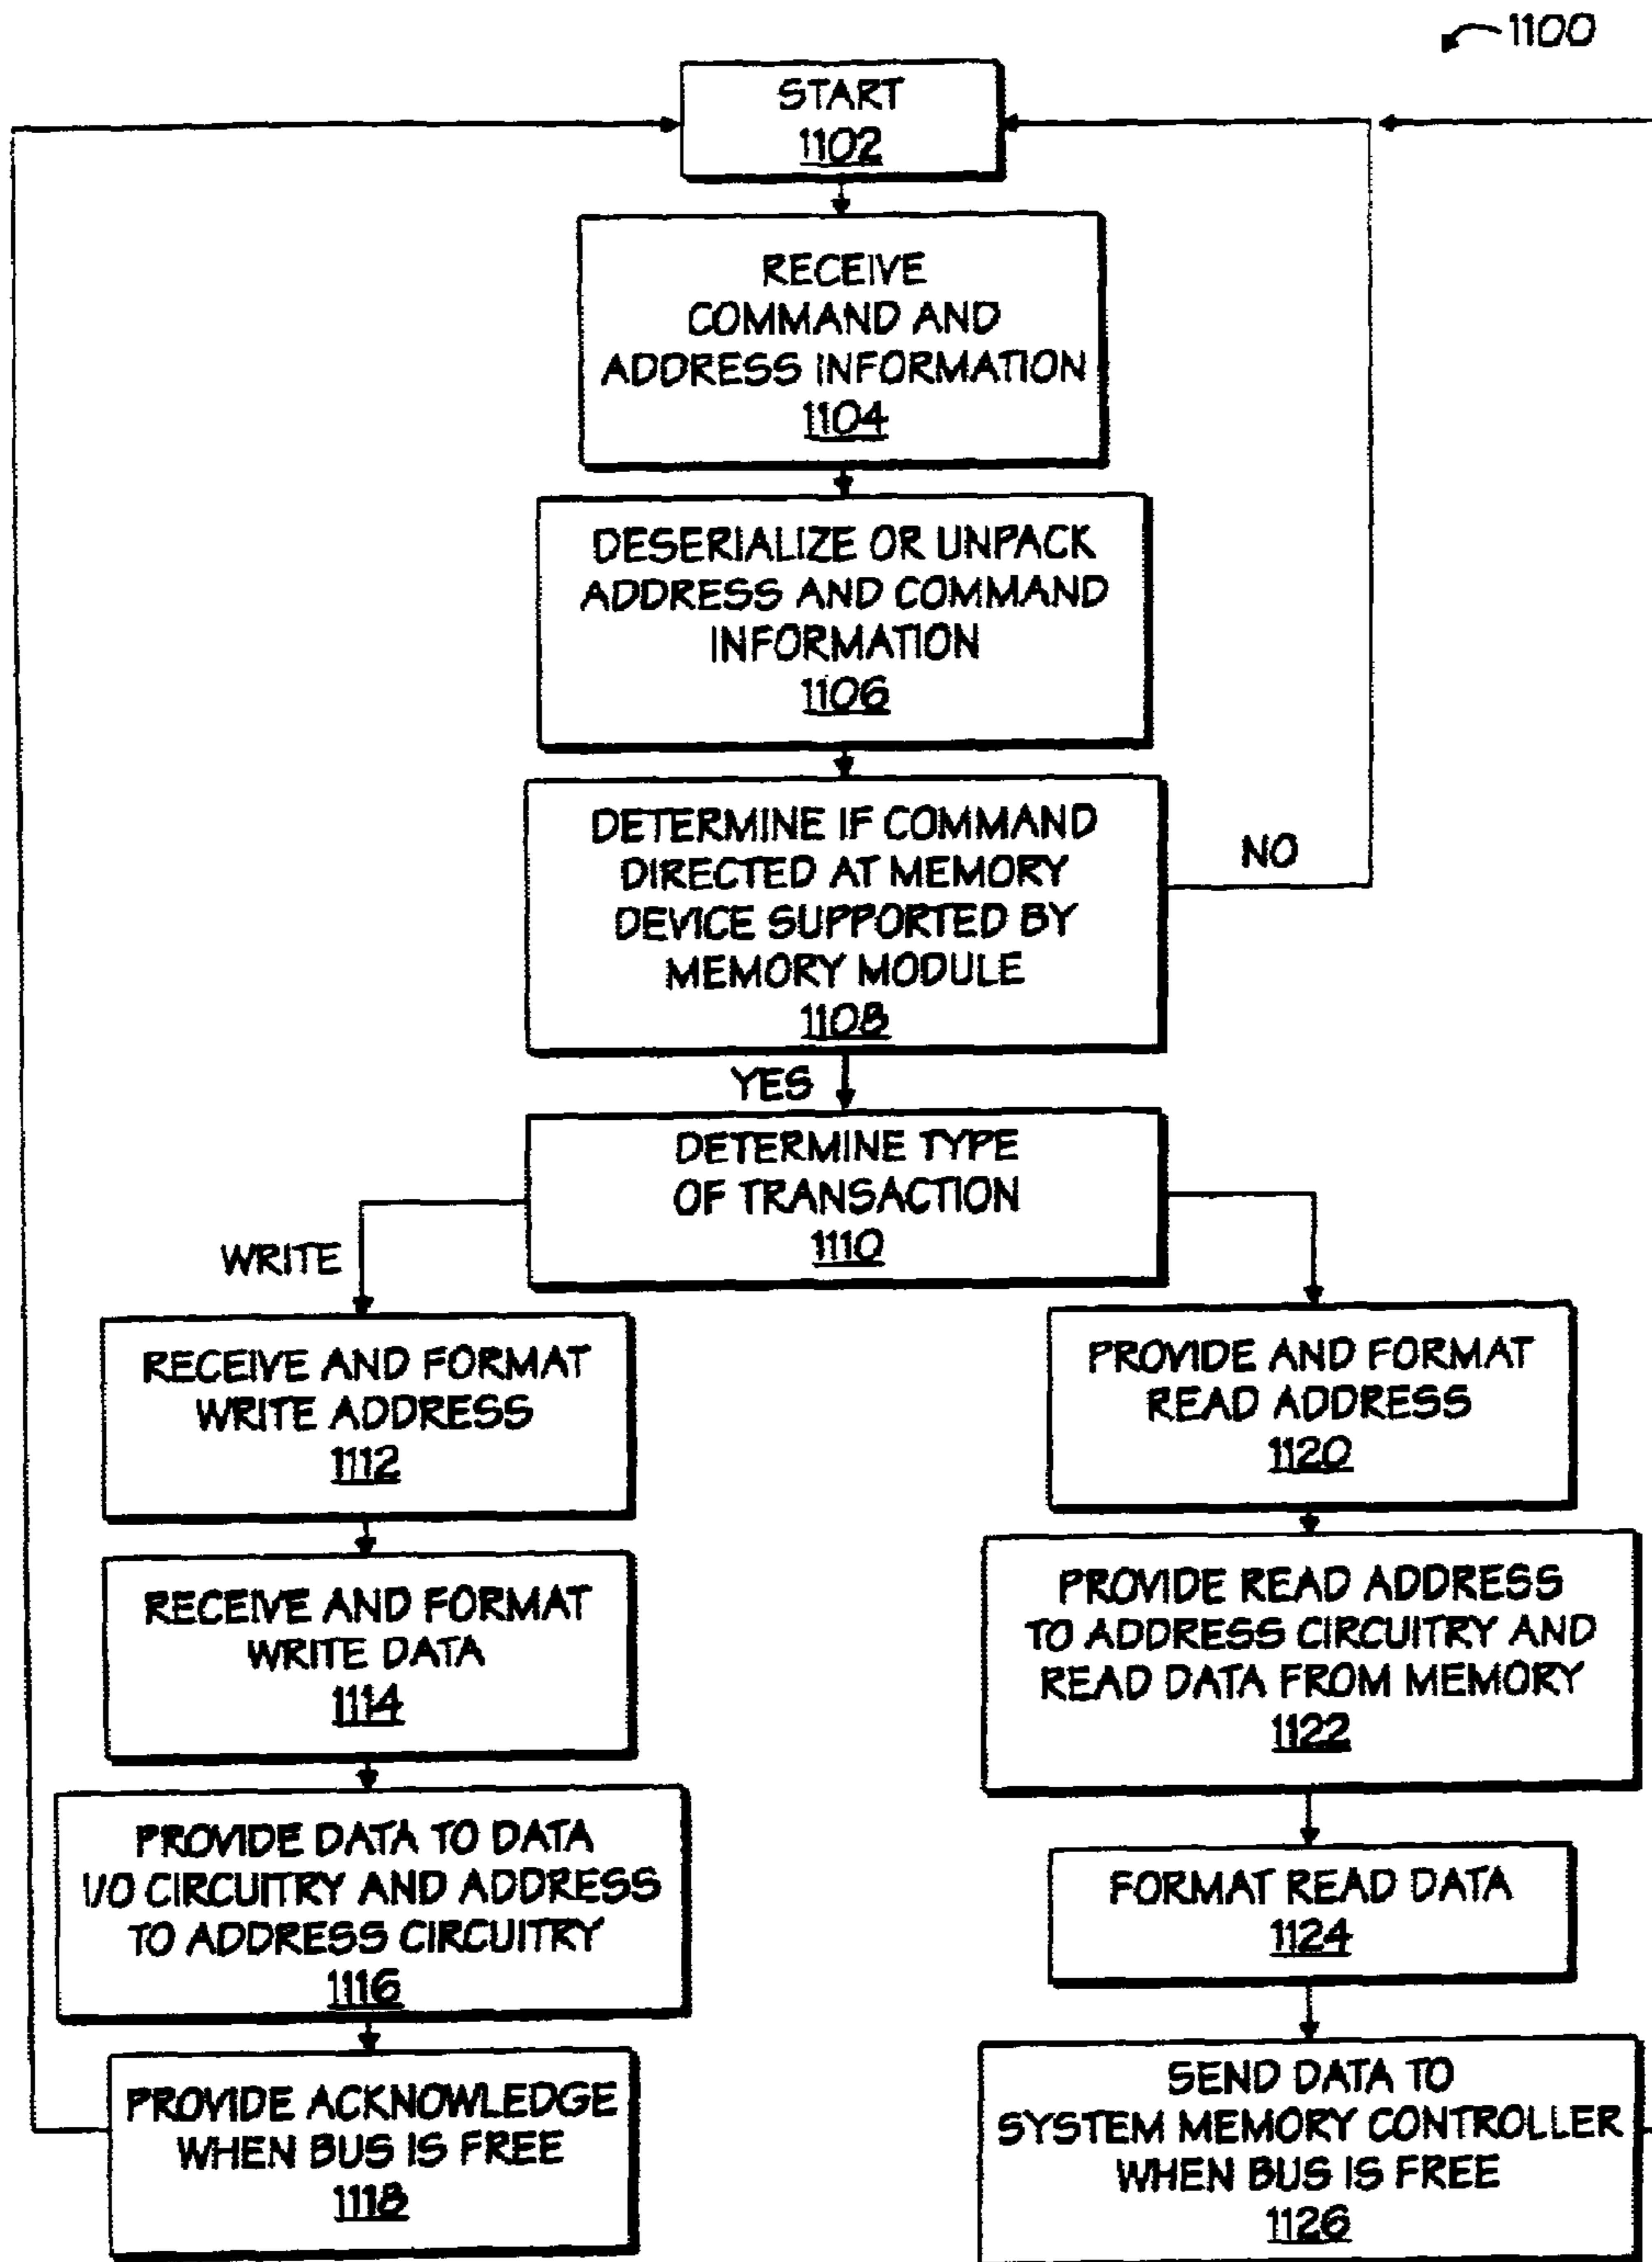 1100
START
1102
RECEIVE
COMMAND AND
ADDRESS INFORMATION
1104
DESERIALIZE OR UNPACK
ADDRESS AND COMMAND
INFORMATION
1106
DETERMINE IF COMMAND
DIRECTED AT MEMORY
DEVICE SUPPORTED BY
MEMORY MODULE
1108
NO
YES
DETERMINE TYPE
OF TRANSACTION
1110
WRITE
RECEIVE AND FORMAT
WRITE ADDRESS
1112
RECEIVE AND FORMAT
WRITE DATA
1114
PROVIDE DATA TO DATA
I/O CIRCUITRY AND ADDRESS
TO ADDRESS CIRCUITRY
1116
PROVIDE ACKNOWLEDGE
WHEN BUS IS FREE
1118
PROVIDE AND FORMAT
READ ADDRESS
1120
PROVIDE READ ADDRESS
TO ADDRESS CIRCUITRY AND
READ DATA FROM MEMORY
1122
FORMAT READ DATA
1124
SEND DATA TO
SYSTEM MEMORY CONTROLLER
WHEN BUS IS FREE
1126